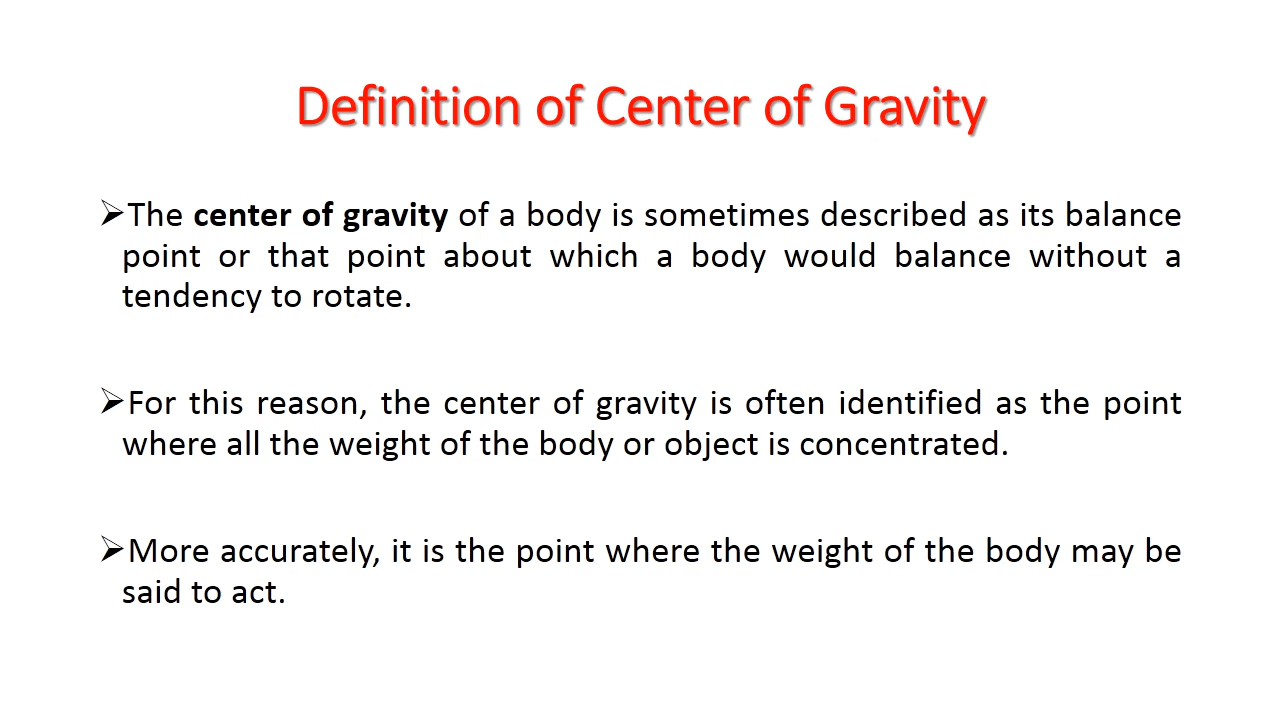 Definition of Center of Gravity
➢The center of gravity of a body is sometimes described as its balance
point or that point about which a body would balance without a
tendency to rotate.
➢For this reason, the center of gravity is often identified as the point
where all the weight of the body or object is concentrated.
➢More accurately, it is the point where the weight of the body may be
said to act.